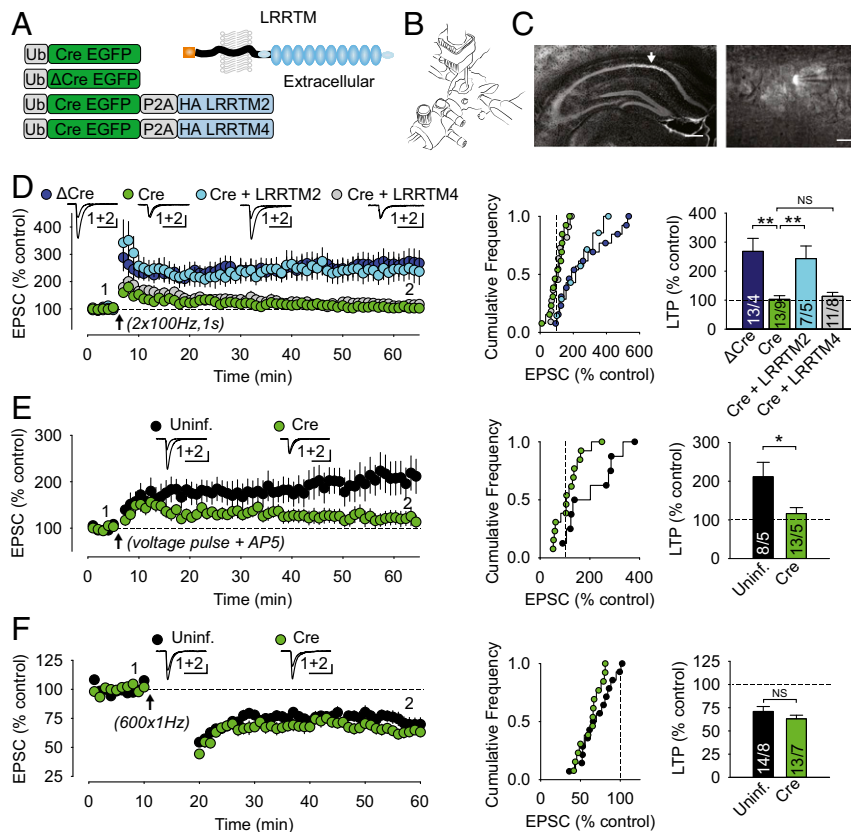 A
Ub Cre EGFP
Ub ΔCre EGFP
Ub Cre EGFP P2A HA LRRTM2
Ub Cre EGFP P2A HA LRRTM4
LRRTM
Extracellular
B
C
D
ΔCre Cre Cre + LRRTM2 Cre + LRRTM4
1+2 1+2 1+2 1+2
EPSC (% control)
400
300
200
100
1
2
(2x100Hz,1s)
0 10 20 30 40 50 60
Time (min)
Cumulative Frequency
1.0
0.5
0
0 200 400 600
EPSC (% control)
LTP (% control)
400
300
200
100
0
NS
** **
13/4 13/9 7/5 11/8
ΔCre
Cre
Cre + LRRTM2
Cre + LRRTM4
E
Uninf. Cre
1+2 1+2
EPSC (% control)
300
200
100
1
2
(voltage pulse + AP5)
0 10 20 30 40 50 60
Time (min)
Cumulative Frequency
1.0
0.5
0
0 200 400
EPSC (% control)
LTP (% control)
300
200
100
0
*
8/5 13/5
Uninf.
Cre
F
Uninf. Cre
1+2 1+2
EPSC (% control)
125
100
75
50
25
1
2
(600x1Hz)
0 10 20 30 40 50 60
Time (min)
Cumulative Frequency
1.0
0.5
0
0 50 100
EPSC (% control)
LTP (% control)
125
100
75
50
25
0
NS
14/8 13/7
Uninf.
Cre